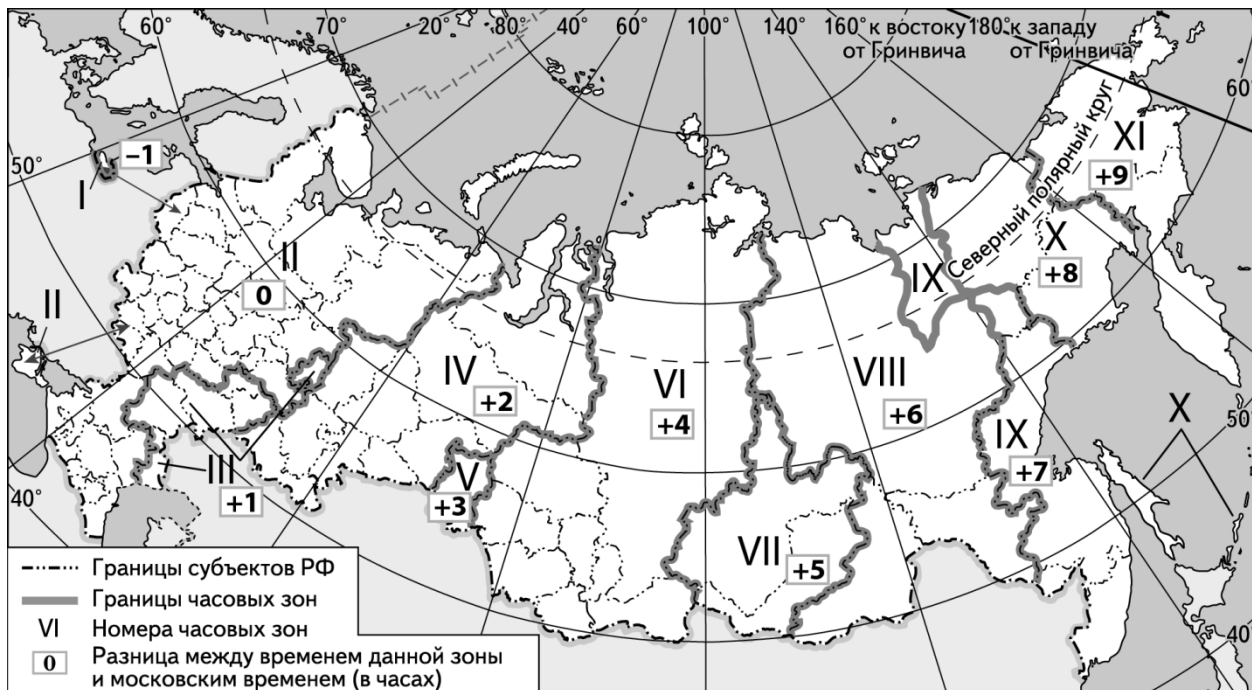 60°
70°
20°
40°
60°
80°
100
120°
140°
160° к востоку
от Гринвича
180° к западу
от Гринвича
60°
50°
I
−1
II
0
II
40°
III
+1
IV
+2
V
+3
VI
+4
VII
+5
VIII
+6
IX
IX
+7
Северный полярный круг
X
+8
XI
+9
X
50°
40°
Границы субъектов РФ
Границы часовых зон
VI Номера часовых зон
0 Разница между временем данной зоны
и московским временем (в часах)